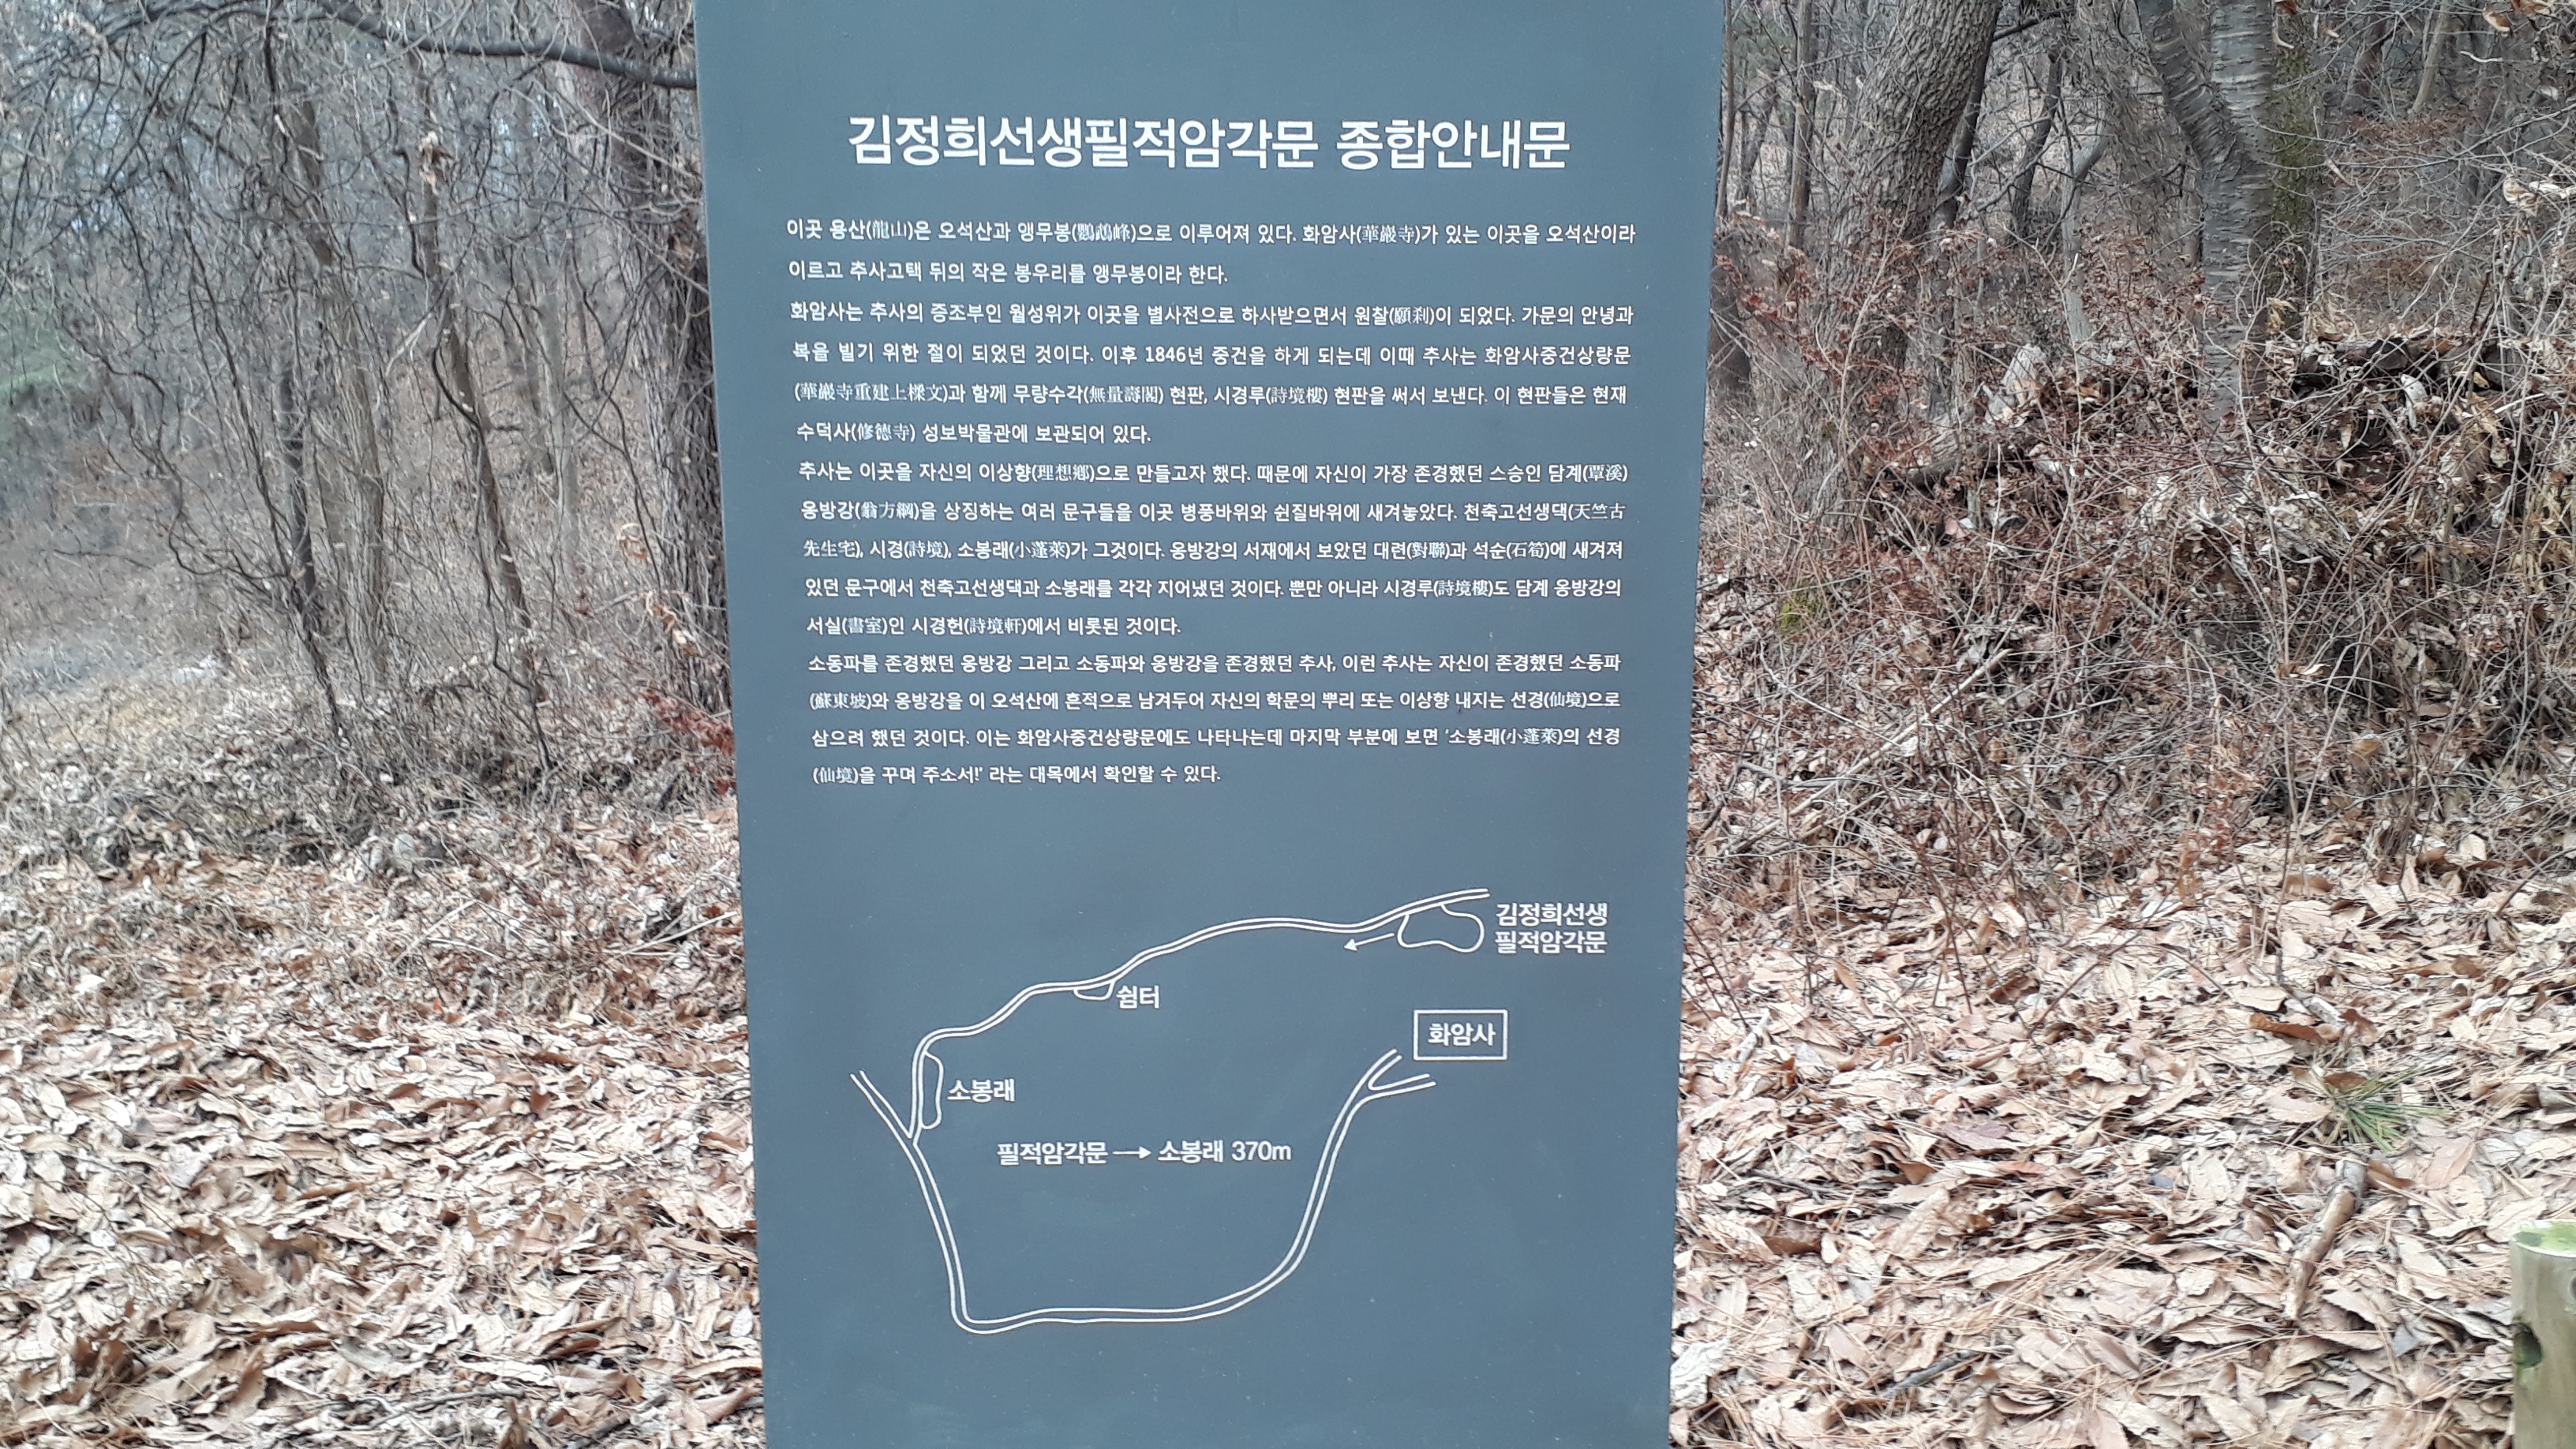 김정희선생필적암각문 종합안내문
이곳 용산(龍山)은 오석산과 앵무봉(鸚鵡峰)으로 이루어져 있다. 화암사(華巖寺)가 있는 이곳을 오석산이라
이르고 추사고택 뒤의 작은 봉우리를 앵무봉이라 한다.
화암사는 추사의 증조부인 월성위가 이곳을 별사전으로 하사받으면서 원찰(願刹)이 되었다. 가문의 안녕과
복을 빌기 위한 절이 되었던 것이다. 이후 1846년 중건을 하게 되는데 이때 추사는 화암사중건상량문
(華巖寺重建上樑文)과 함께 무량수각(無量壽閣) 현판, 시경루(詩境樓) 현판을 써서 보낸다. 이 현판들은 현재
수덕사(修德寺) 성보박물관에 보관되어 있다.
추사는 이곳을 자신의 이상향(理想鄕)으로 만들고자 했다. 때문에 자신이 가장 존경했던 스승인 담계(覃溪)
옹방강(翁方綱)을 상징하는 여러 문구들을 이곳 병풍바위와 쉰질바위에 새겨놓았다. 천축고선생댁(天竺古
先生宅), 시경(詩境), 소봉래(小蓬萊)가 그것이다. 옹방강의 서재에서 보았던 대련(對聯)과 석순(石筍)에 새겨져
있던 문구에서 천축고선생댁과 소봉래를 각각 지어냈던 것이다. 뿐만 아니라 시경루(詩境樓)도 담계 옹방강의
서실(書室)인 시경헌(詩境軒)에서 비롯된 것이다.
소동파를 존경했던 옹방강 그리고 소동파와 옹방강을 존경했던 추사, 이런 추사는 자신이 존경했던 소동파
(蘇東坡)와 옹방강을 이 오석산에 흔적으로 남겨두어 자신의 학문의 뿌리 또는 이상향 내지는 선경(仙境)으로
삼으려 했던 것이다. 이는 화암사중건상량문에도 나타나는데 마지막 부분에 보면 '소봉래(小蓬萊)의 선경
(仙境)을 꾸며 주소서!' 라는 대목에서 확인할 수 있다.
김정희선생
필적암각문
쉼터
화암사
소봉래
필적암각문 → 소봉래 370m